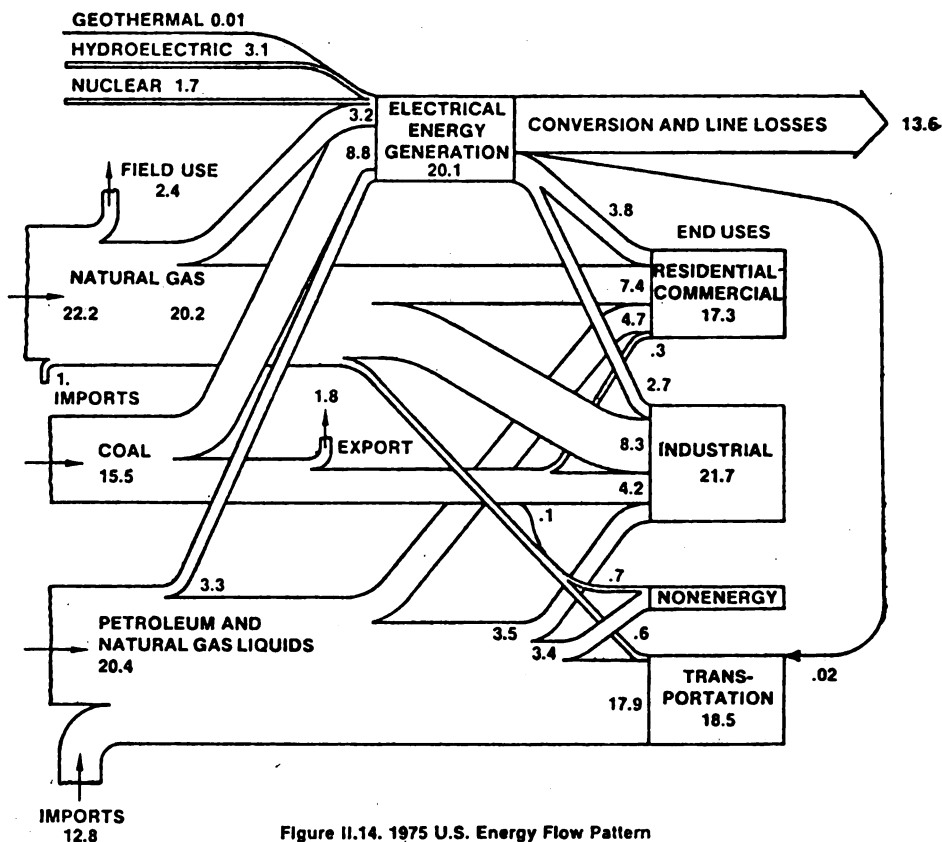 GEOTHERMAL 0.01
HYDROELECTRIC 3.1
NUCLEAR 1.7
3.2
8.8
ELECTRICAL
ENERGY
GENERATION
20.1
CONVERSION AND LINE LOSSES
13.6
FIELD USE
2.4
3.8
END USES
NATURAL GAS
22.2
20.2
7.4
4.7
.3
RESIDENTIAL-
COMMERCIAL
17.3
1.
IMPORTS
1.8
EXPORT
2.7
COAL
15.5
8.3
4.2
INDUSTRIAL
21.7
.1
3.3
.7
NONENERGY
PETROLEUM AND
NATURAL GAS LIQUIDS
20.4
3.5
3.4
.6
17.9
TRANS-
PORTATION
18.5
.02
IMPORTS
12.8
Figure II.14. 1975 U.S. Energy Flow Pattern